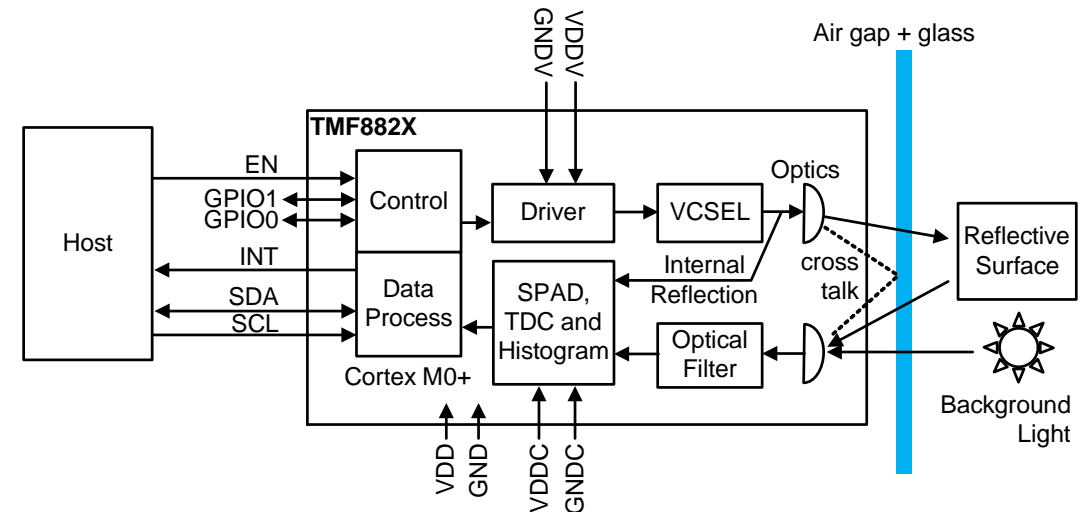 GNDV
VDDV
Air gap + glass
TMF882X
Host
EN
GPIO1
GPIO0
INT
SDA
SCL
Control
Data
Process
Cortex M0+
Driver
VCSEL
Optics
Internal
Reflection
cross
talk
SPAD,
TDC and
Histogram
Optical
Filter
Reflective
Surface
Background
Light
VDD
GND
VDDC
GNDC